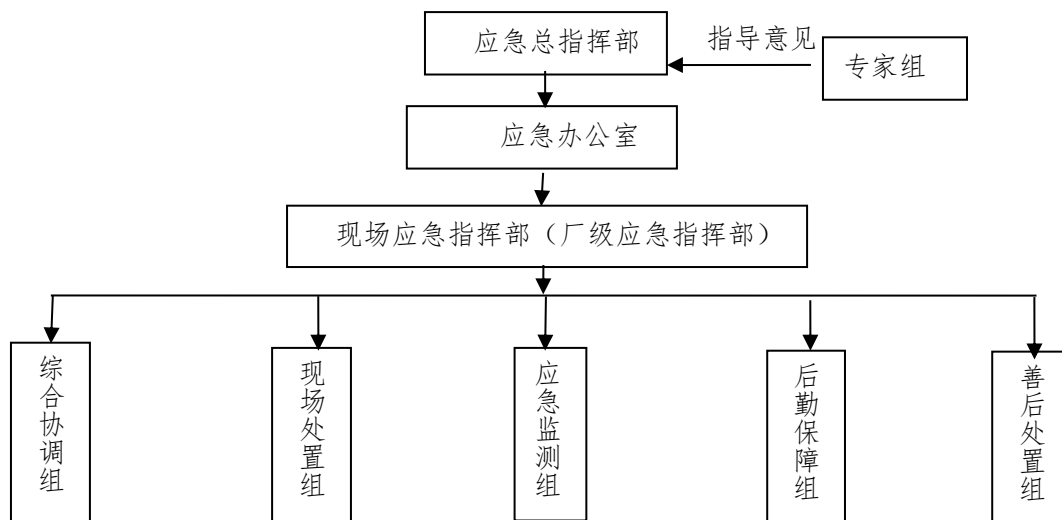 应急总指挥部
指导意见
专家组
应急办公室
现场应急指挥部（厂级应急指挥部）
综合协调组
现场处置组
应急监测组
后勤保障组
善后处置组